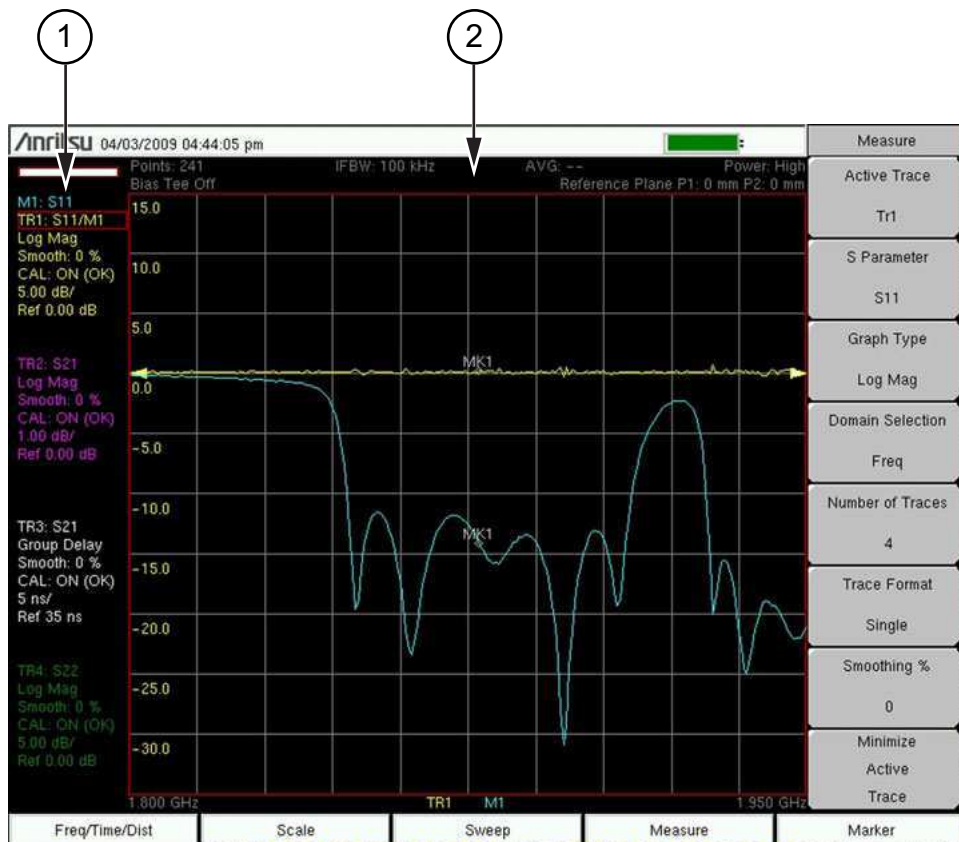 1
2
Anritsu 04/03/2009 04:44:05 pm
Points: 241 IFBW: 100 kHz AVG: -- Power: High
Bias Tee Off Reference Plane P1: 0 mm P2: 0 mm
M1: S11
TR1: S11/M1
Log Mag
Smooth: 0 %
CAL: ON (OK)
5.00 dB/
Ref 0.00 dB
TR2: S21
Log Mag
Smooth: 0 %
CAL: ON (OK)
1.00 dB/
Ref 0.00 dB
TR3: S21
Group Delay
Smooth: 0 %
CAL: ON (OK)
5 ns/
Ref 35 ns
TR4: S22
Log Mag
Smooth: 0 %
CAL: ON (OK)
5.00 dB/
Ref 0.00 dB
15.0
10.0
5.0
0.0
-5.0
-10.0
-15.0
-20.0
-25.0
-30.0
MK1
MK1
1.800 GHz TR1 M1 1.950 GHz
Measure
Active Trace
Tr1
S Parameter
S11
Graph Type
Log Mag
Domain Selection
Freq
Number of Traces
4
Trace Format
Single
Smoothing %
0
Minimize
Active
Trace
Freq/Time/Dist Scale Sweep Measure Marker